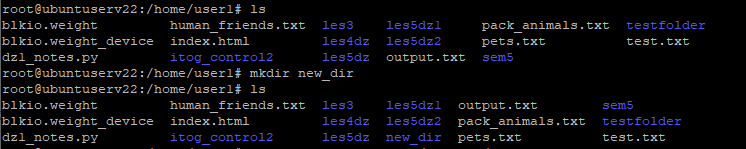 root@ubuntuserv22:/home/user1# ls
blkio.weight human_friends.txt les3 les5dz1 pack_animals.txt testfolder
blkio.weight_device index.html les4dz les5dz2 pets.txt test.txt
dz1_notes.py itog_control2 les5dz output.txt sem5
root@ubuntuserv22:/home/user1# mkdir new_dir
root@ubuntuserv22:/home/user1# ls
blkio.weight human_friends.txt les3 les5dz1 output.txt sem5
blkio.weight_device index.html les4dz les5dz2 pack_animals.txt testfolder
dz1_notes.py itog_control2 les5dz new_dir pets.txt test.txt